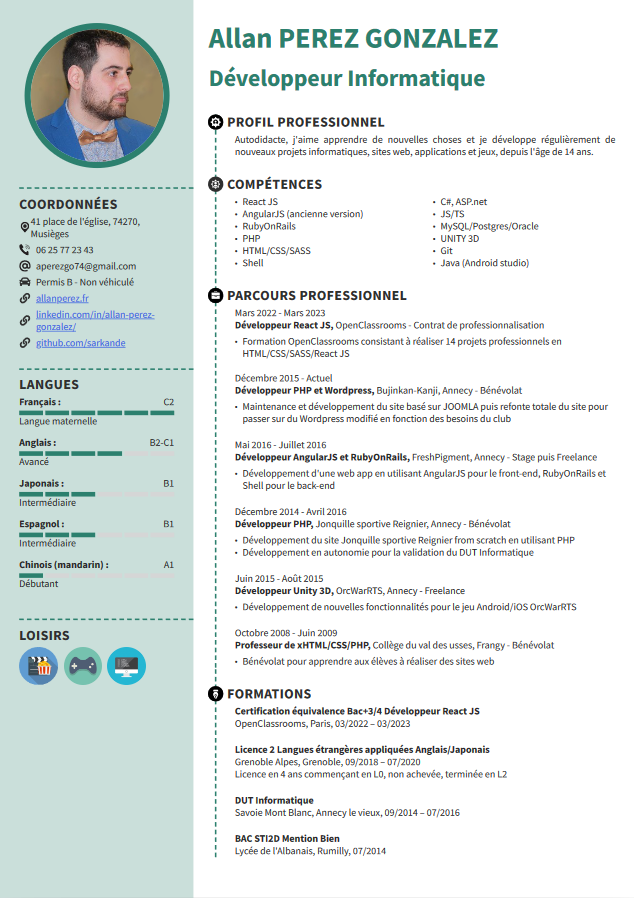 Allan PEREZ GONZALEZ
Développeur Informatique
COORDONNÉES
41 place de l'église, 74270,
Musièges
06 25 77 23 43
aperezgo74@gmail.com
Permis B - Non véhiculé
allanperez.fr
linkedin.com/in/allan-perez-
gonzalez/
github.com/sarkande
LANGUES
Français : C2
Langue maternelle
Anglais : B2-C1
Avancé
Japonais : B1
Intermédiaire
Espagnol : B1
Intermédiaire
Chinois (mandarin) : A1
Débutant
LOISIRS
PROFIL PROFESSIONNEL
Autodidacte, j'aime apprendre de nouvelles choses et je développe régulièrement de
nouveaux projets informatiques, sites web, applications et jeux, depuis l'âge de 14 ans.
COMPÉTENCES
• React JS
• AngularJS (ancienne version)
• RubyOnRails
• PHP
• HTML/CSS/SASS
• Shell
• C#, ASP.net
• JS/TS
• MySQL/Postgres/Oracle
• UNITY 3D
• Git
• Java (Android studio)
PARCOURS PROFESSIONNEL
Mars 2022 - Mars 2023
Développeur React JS, OpenClassrooms - Contrat de professionnalisation
• Formation OpenClassrooms consistant à réaliser 14 projets professionnels en
HTML/CSS/SASS/React JS
Décembre 2015 - Actuel
Développeur PHP et Wordpress, Bujinkan-Kanji, Annecy - Bénévolat
• Maintenance et développement du site basé sur JOOMLA puis refonte totale du site pour
passer sur du Wordpress modifié en fonction des besoins du club
Mai 2016 - Juillet 2016
Développeur AngularJS et RubyOnRails, FreshPigment, Annecy - Stage puis Freelance
• Développement d'une web app en utilisant AngularJS pour le front-end, RubyOnRails et
Shell pour le back-end
Décembre 2014 - Avril 2016
Développeur PHP, Jonquille sportive Reignier, Annecy - Bénévolat
• Développement du site Jonquille sportive Reignier from scratch en utilisant PHP
• Développement en autonomie pour la validation du DUT Informatique
Juin 2015 - Août 2015
Développeur Unity 3D, OrcWarRTS, Annecy - Freelance
• Développement de nouvelles fonctionnalités pour le jeu Android/iOS OrcWarRTS
Octobre 2008 - Juin 2009
Professeur de xHTML/CSS/PHP, Collège du val des usses, Frangy - Bénévolat
• Bénévolat pour apprendre aux élèves à réaliser des sites web
FORMATIONS
Certification équivalence Bac+3/4 Développeur React JS
OpenClassrooms, Paris, 03/2022 – 03/2023
Licence 2 Langues étrangères appliquées Anglais/Japonais
Grenoble Alpes, Grenoble, 09/2018 – 07/2020
Licence en 4 ans commençant en L0, non achevée, terminée en L2
DUT Informatique
Savoie Mont Blanc, Annecy le vieux, 09/2014 – 07/2016
BAC STI2D Mention Bien
Lycée de l'Albanais, Rumilly, 07/2014